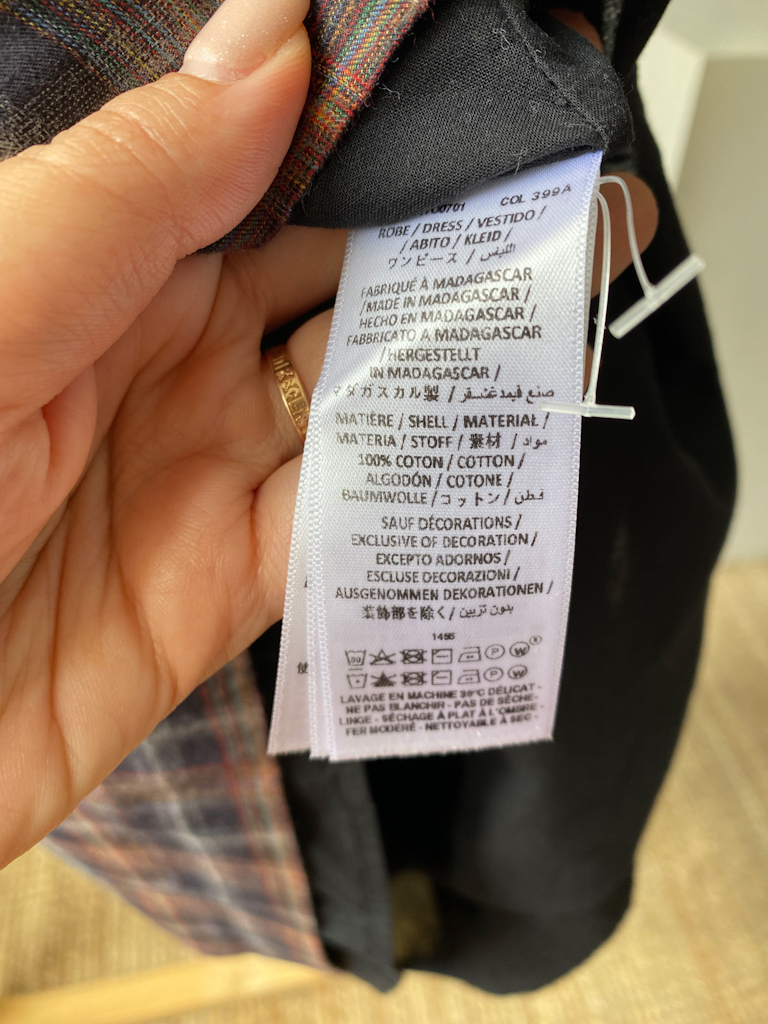 COL 399A
ROBE / DRESS / VESTIDO /
/ ABITO / KLEID /
ワンピース /
FABRIQUÉ À MADAGASCAR
/MADE IN MADAGASCAR /
HECHO EN MADAGASCAR /
FABBRICATO A MADAGASCAR
/HERGESTELLT
IN MADAGASCAR /
マダガスカル製 / صنع فيمدغشقر
MATIÈRE / SHELL / MATERIAL /
MATERIA / STOFF / 素材 / مواد
100% COTON / COTTON /
ALGODÓN / COTONE /
BAUMWOLLE / コットン / قطن
SAUF DÉCORATIONS /
EXCLUSIVE OF DECORATION /
EXCEPTO ADORNOS /
ESCLUSE DECORAZIONI /
AUSGENOMMEN DEKORATIONEN /
装飾部を除く / بدون تزيين
30 P W
P W
LAVAGE EN MACHINE 30°C DÉLICAT -
NE PAS BLANCHIR - PAS DE SÈCHE-
LINGE - SÉCHAGE À PLAT À L'OMBRE -
FER MODÉRÉ - NETTOYABLE À SEC -
使